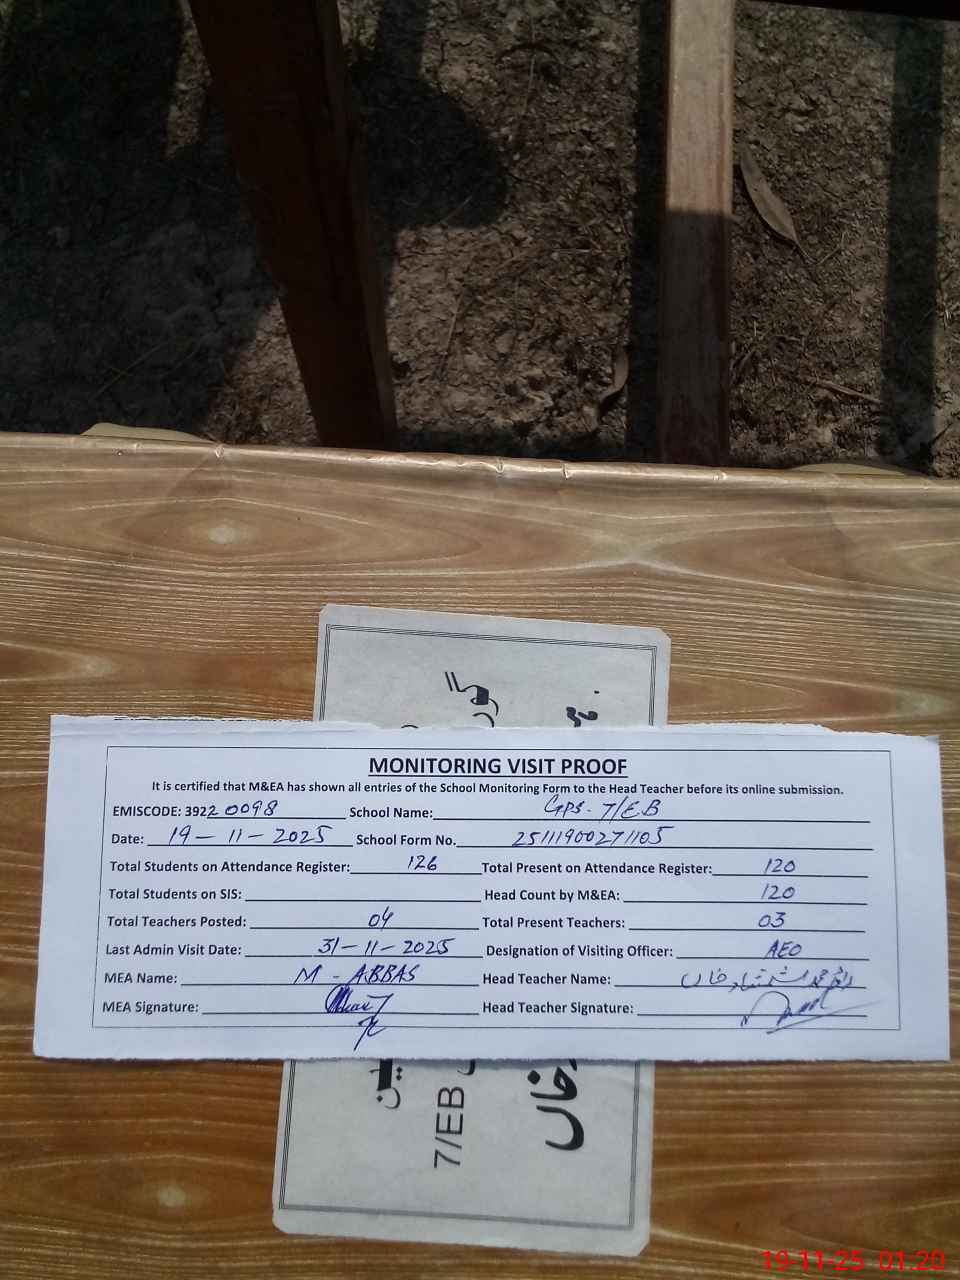 گور
MONITORING VISIT PROOF
It is certified that M&EA has shown all entries of the School Monitoring Form to the Head Teacher before its online submission.
EMISCODE: 39220098 School Name: GPS- 7/EB
Date: 19-11-2025 School Form No. 25111900271105
Total Students on Attendance Register: 126 Total Present on Attendance Register: 120
Total Students on SIS: Head Count by M&EA: 120
Total Teachers Posted: 04 Total Present Teachers: 03
Last Admin Visit Date: 31-11-2025 Designation of Visiting Officer: AEO
MEA Name: M-ABBAS Head Teacher Name: خاں
MEA Signature: Head Teacher Signature:
7/EB
خاں
19-11-25 01:20